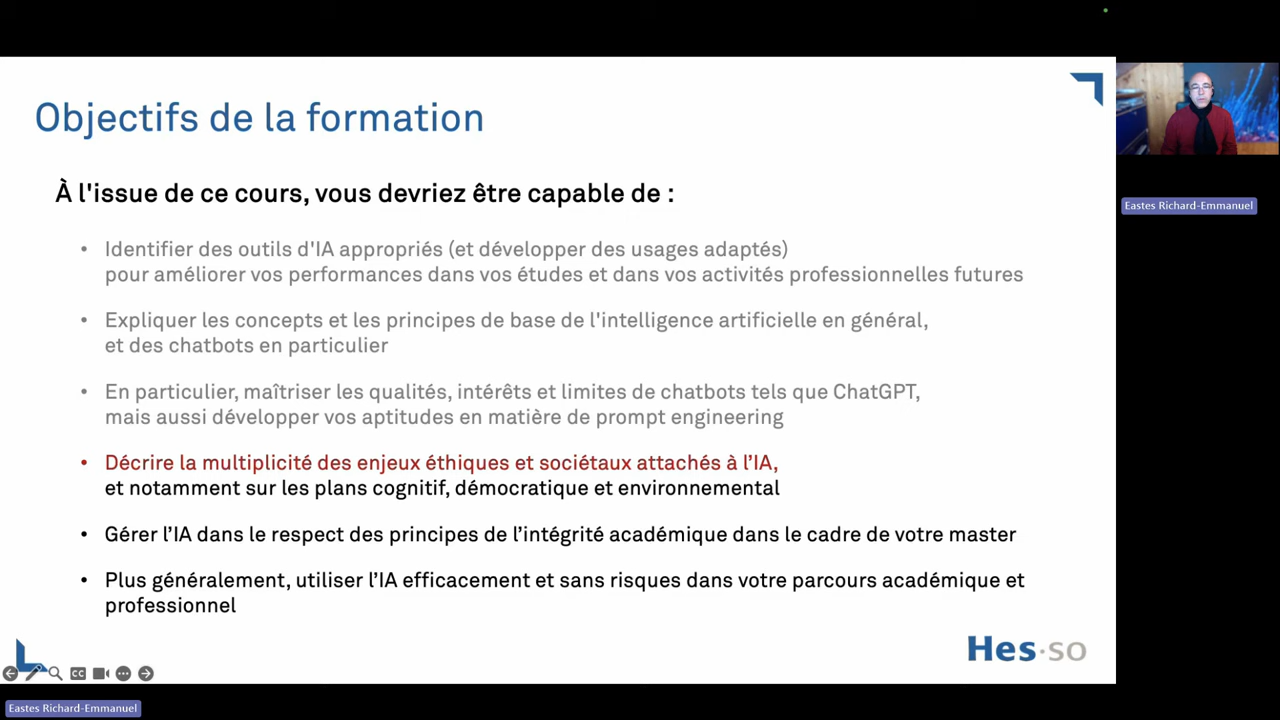 Objectifs de la formation
À l'issue de ce cours, vous devriez être capable de :
• Identifier des outils d'IA appropriés (et développer des usages adaptés)
pour améliorer vos performances dans vos études et dans vos activités professionnelles futures
• Expliquer les concepts et les principes de base de l'intelligence artificielle en général,
et des chatbots en particulier
• En particulier, maîtriser les qualités, intérêts et limites de chatbots tels que ChatGPT,
mais aussi développer vos aptitudes en matière de prompt engineering
• Décrire la multiplicité des enjeux éthiques et sociétaux attachés à l’IA,
et notamment sur les plans cognitif, démocratique et environnemental
• Gérer l’IA dans le respect des principes de l’intégrité académique dans le cadre de votre master
• Plus généralement, utiliser l’IA efficacement et sans risques dans votre parcours académique et
professionnel
Hes·so
CC
Eastes Richard-Emmanuel
Eastes Richard-Emmanuel